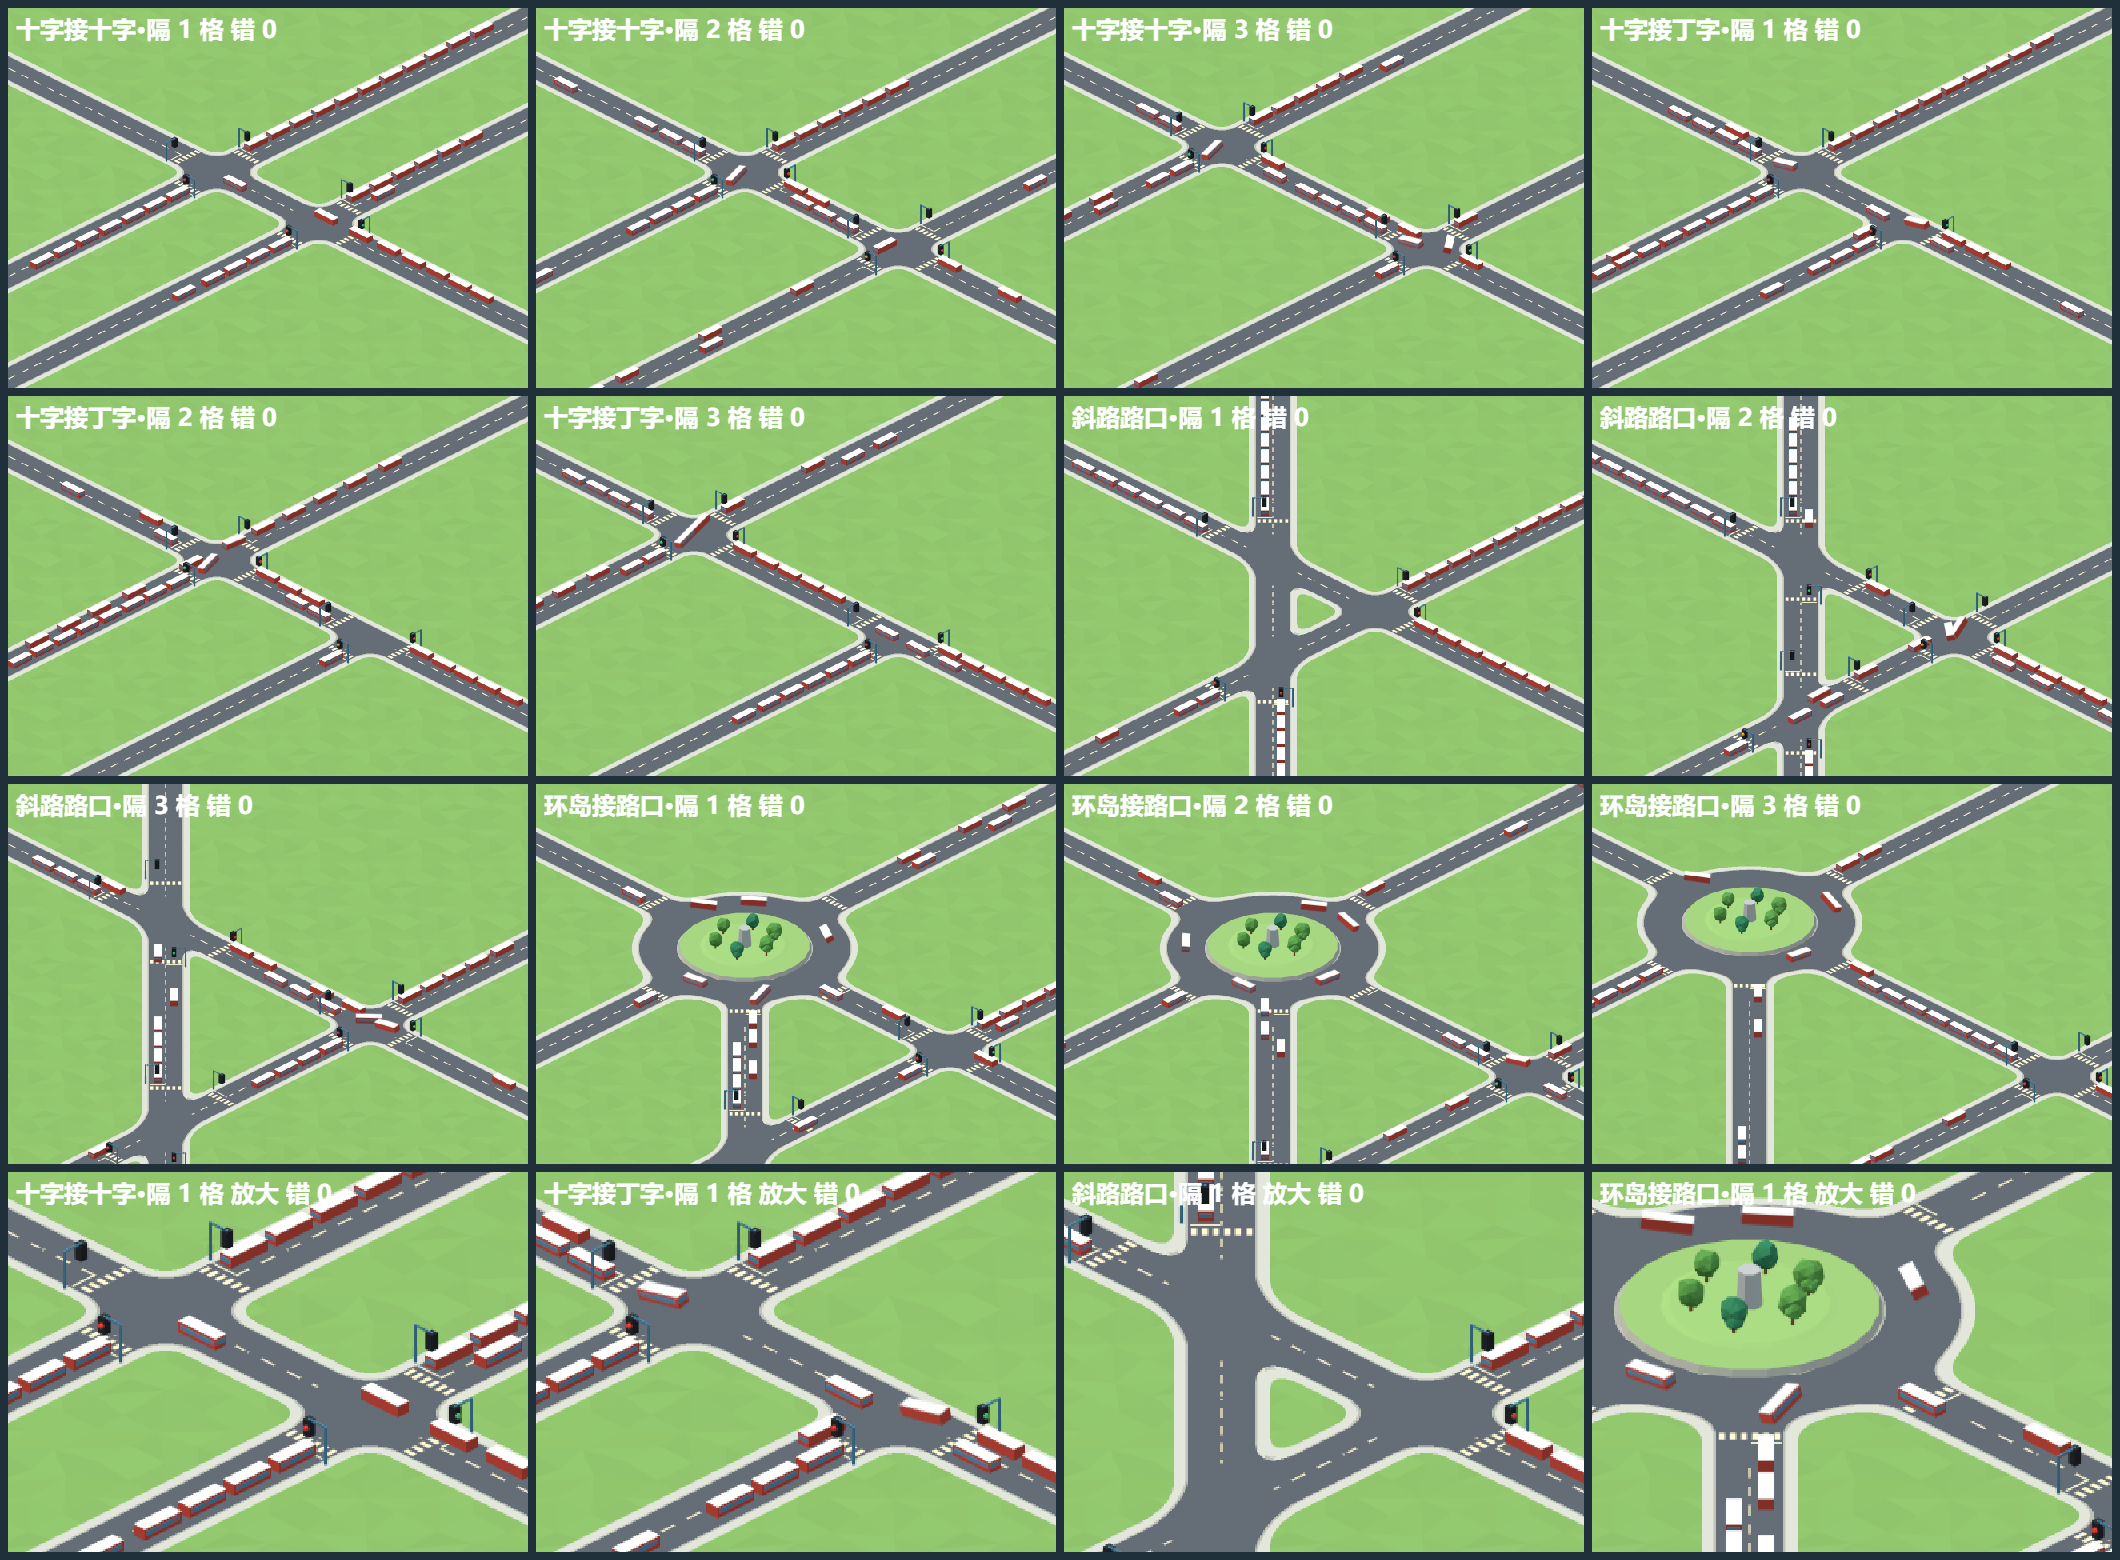 十字接十字·隔 1 格 错 0
十字接十字·隔 2 格 错 0
十字接十字·隔 3 格 错 0
十字接丁字·隔 1 格 错 0
十字接丁字·隔 2 格 错 0
十字接丁字·隔 3 格 错 0
斜路路口·隔 1 格 错 0
斜路路口·隔 2 格 错 0
斜路路口·隔 3 格 错 0
环岛接路口·隔 1 格 错 0
环岛接路口·隔 2 格 错 0
环岛接路口·隔 3 格 错 0
十字接十字·隔 1 格 放大 错 0
十字接丁字·隔 1 格 放大 错 0
斜路路口·隔 1 格 放大 错 0
环岛接路口·隔 1 格 放大 错 0